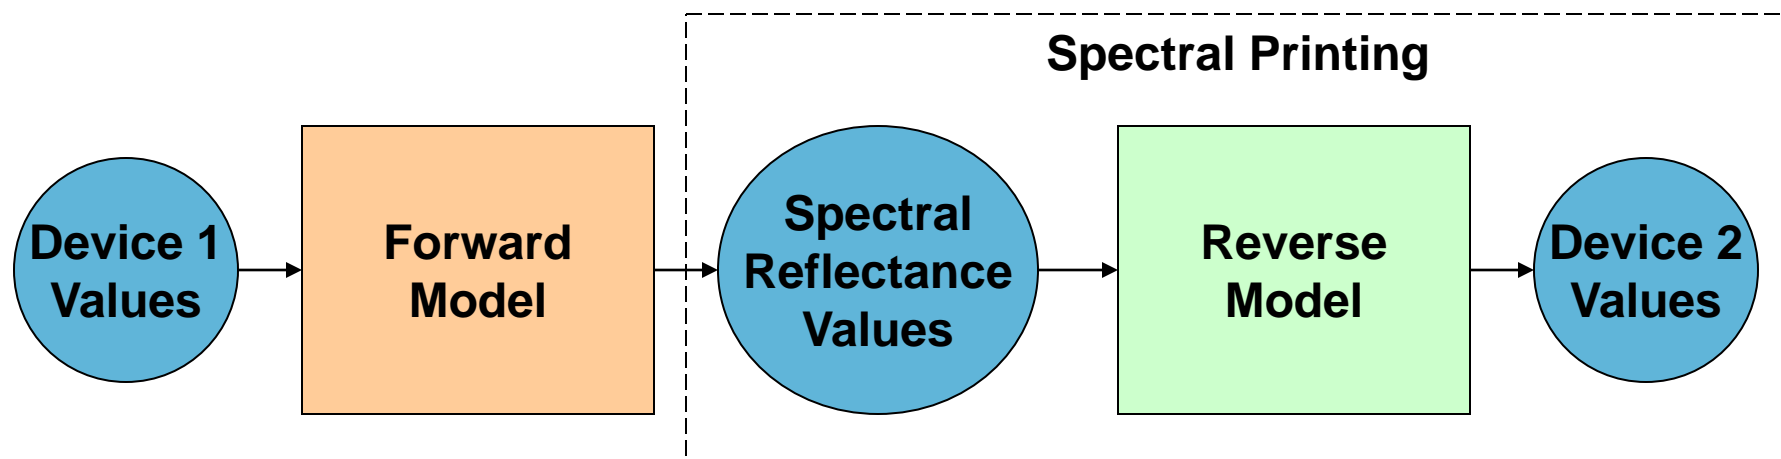 Spectral Printing
Device 1
Values
Forward
Model
Spectral
Reflectance
Values
Reverse
Model
Device 2
Values